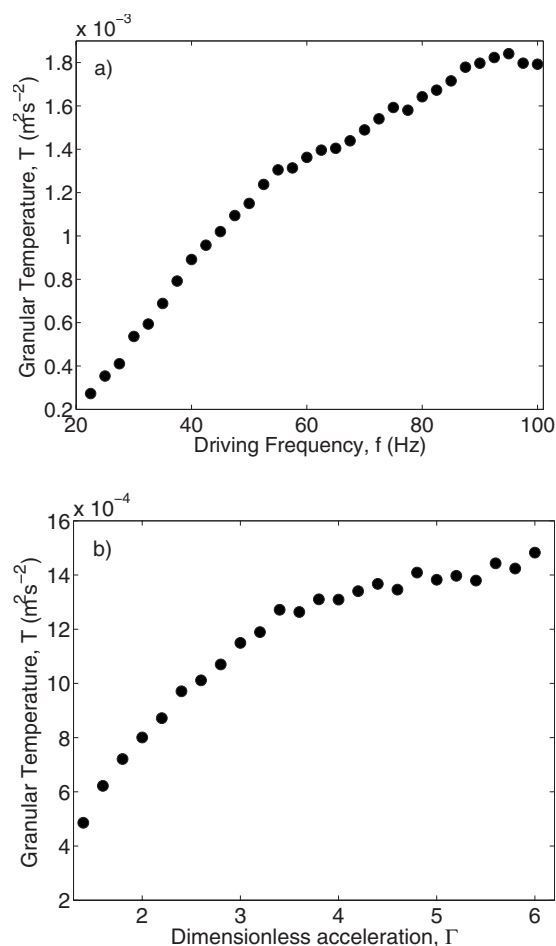 x 10⁻³
a)
1.8
1.6
1.4
1.2
1
0.8
0.6
0.4
0.2
Granular Temperature, T (m²s⁻²)
20 40 60 80 100
Driving Frequency, f (Hz)
x 10⁻⁴
b)
16
14
12
10
8
6
4
2
Granular Temperature, T (m²s⁻²)
2 3 4 5 6
Dimensionless acceleration, Γ